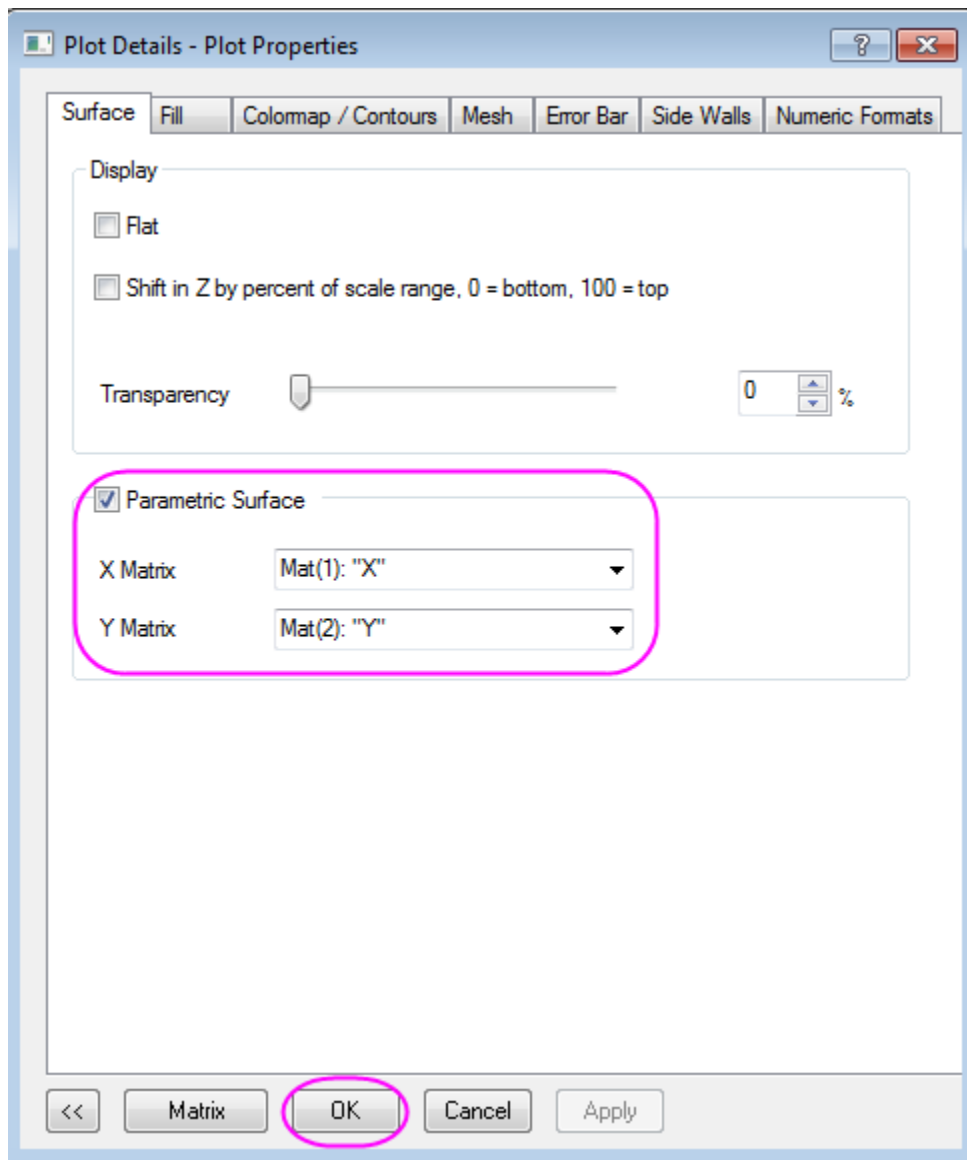 Plot Details - Plot Properties
?
Surface Fill Colormap / Contours Mesh Error Bar Side Walls Numeric Formats
Display
Flat
Shift in Z by percent of scale range, 0 = bottom, 100 = top
Transparency 0 %
Parametric Surface
X Matrix Mat(1): "X"
Y Matrix Mat(2): "Y"
<< Matrix OK Cancel Apply